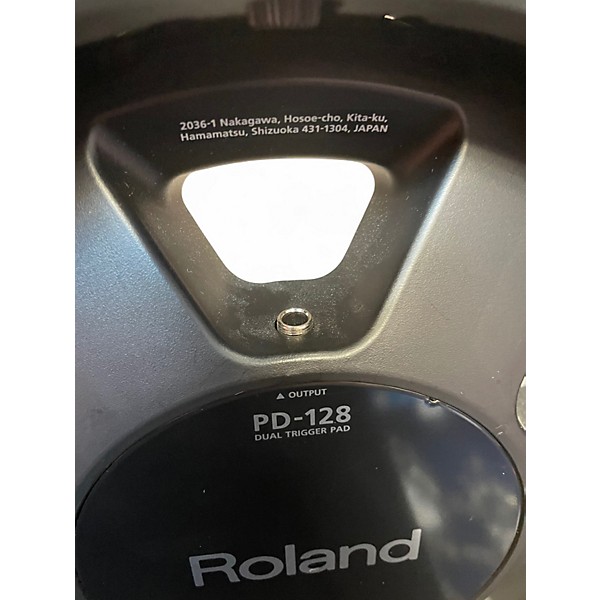 2036-1 Nakagawa, Hosoe-cho, Kita-ku,
Hamamatsu, Shizuoka 431-1304, JAPAN
▲ OUTPUT
PD-128
DUAL TRIGGER PAD
Roland